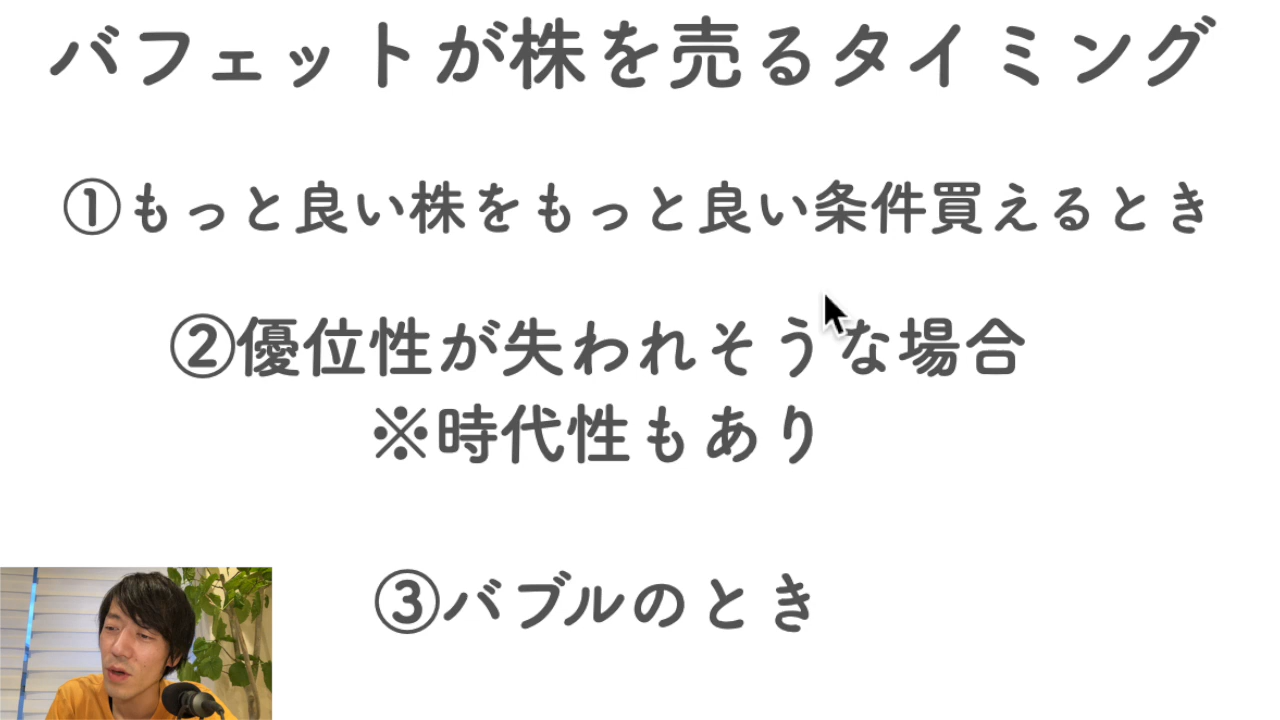 バフェットが株を売るタイミング
①もっと良い株をもっと良い条件買えるとき
②優位性が失われそうな場合
※時代性もあり
③バブルのとき